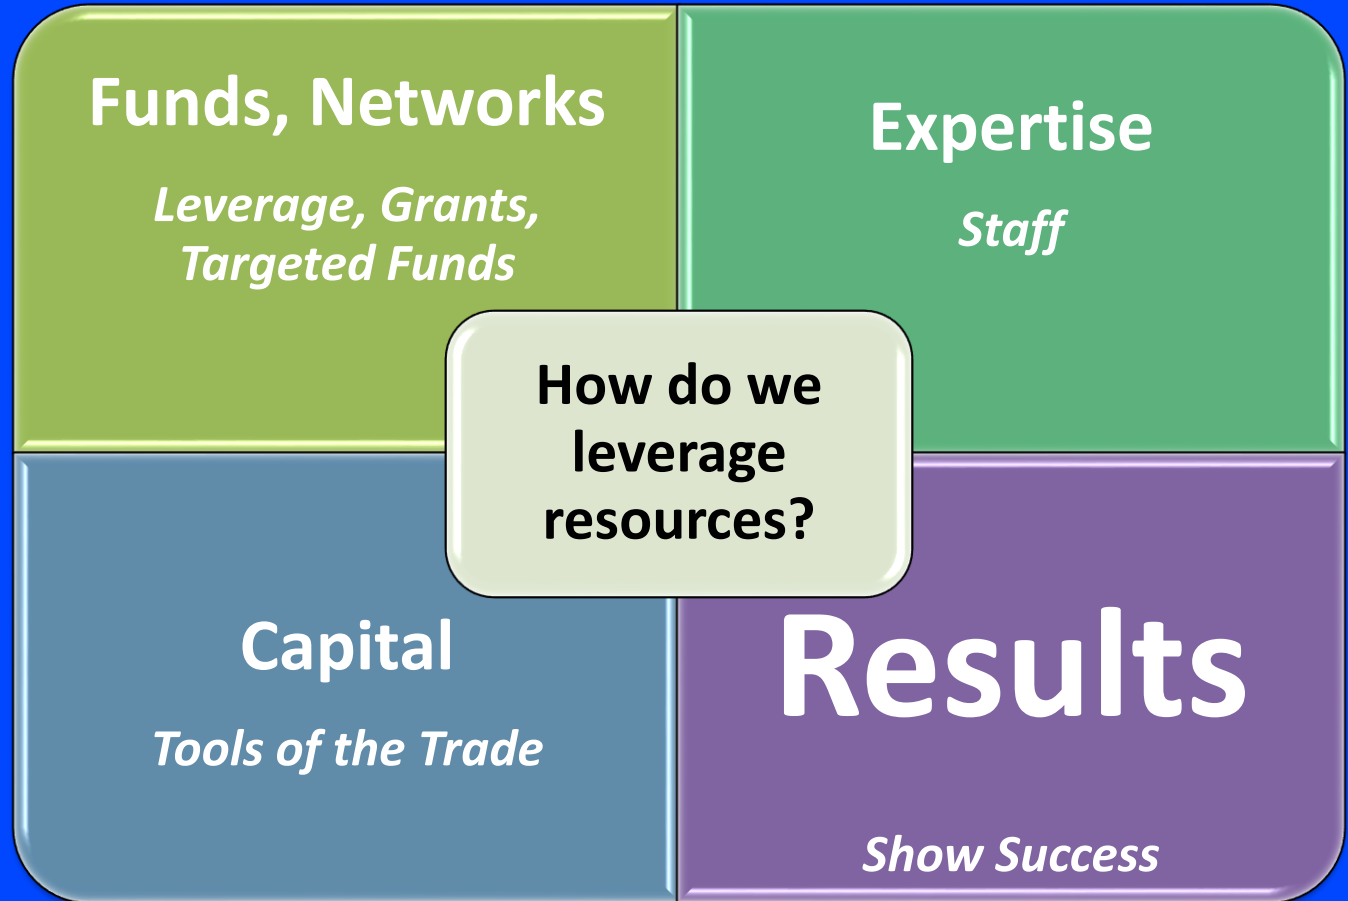 Funds, Networks
Leverage, Grants,
Targeted Funds
Expertise
Staff
How do we
leverage
resources?
Capital
Tools of the Trade
Results
Show Success